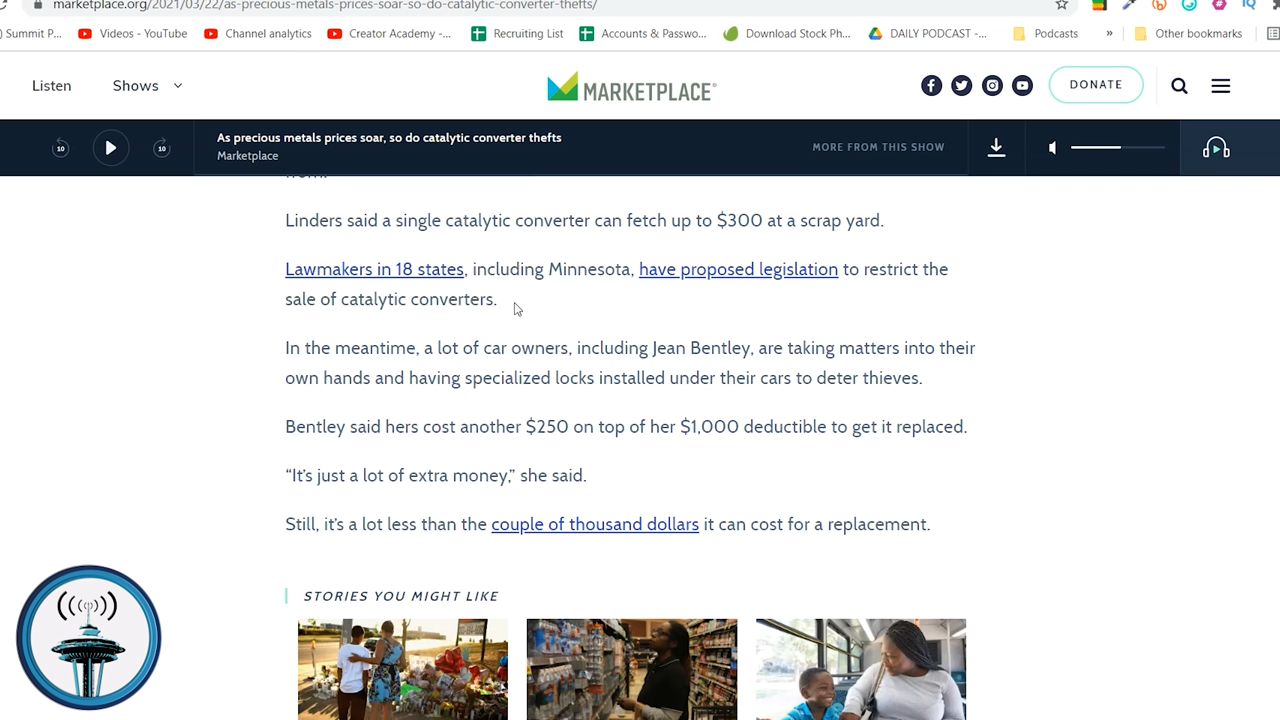 marketplace.org/2021/03/22/as-precious-metals-prices-soar-so-do-catalytic-converter-thefts/
) Summit P... Videos - YouTube Channel analytics Creator Academy -... Recruiting List Accounts & Passwo... Download Stock Ph... DAILY PODCAST -... Podcasts » Other bookmarks
Listen Shows MARKETPLACE® DONATE
10 10 As precious metals prices soar, so do catalytic converter thefts
Marketplace MORE FROM THIS SHOW
Linders said a single catalytic converter can fetch up to $300 at a scrap yard.
Lawmakers in 18 states, including Minnesota, have proposed legislation to restrict the
sale of catalytic converters.
In the meantime, a lot of car owners, including Jean Bentley, are taking matters into their
own hands and having specialized locks installed under their cars to deter thieves.
Bentley said hers cost another $250 on top of her $1,000 deductible to get it replaced.
“It’s just a lot of extra money,” she said.
Still, it’s a lot less than the couple of thousand dollars it can cost for a replacement.
STORIES YOU MIGHT LIKE